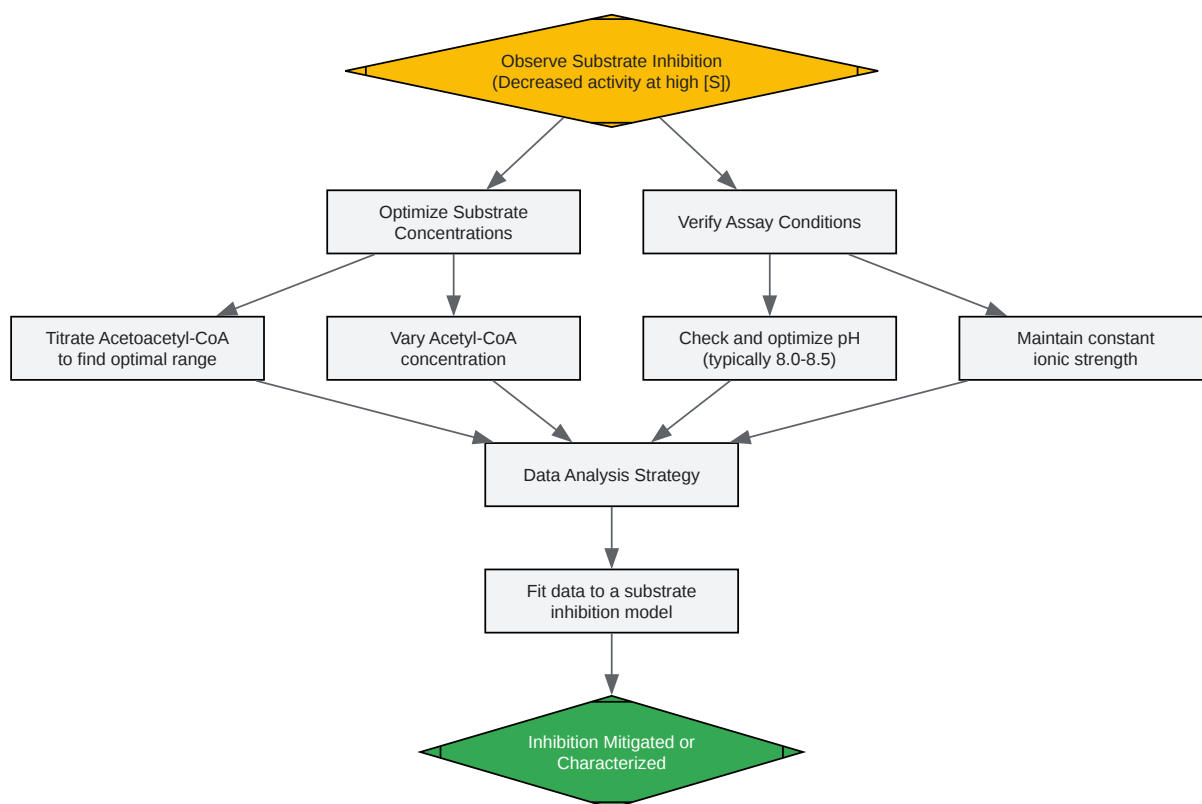 Observe Substrate Inhibition
(Decreased activity at high [S])
Optimize Substrate
Concentrations
Verify Assay Conditions
Titrate Acetoacetyl-CoA
to find optimal range
Vary Acetyl-CoA
concentration
Check and optimize pH
(typically 8.0-8.5)
Maintain constant
ionic strength
Data Analysis Strategy
Fit data to a substrate
inhibition model
Inhibition Mitigated or
Characterized